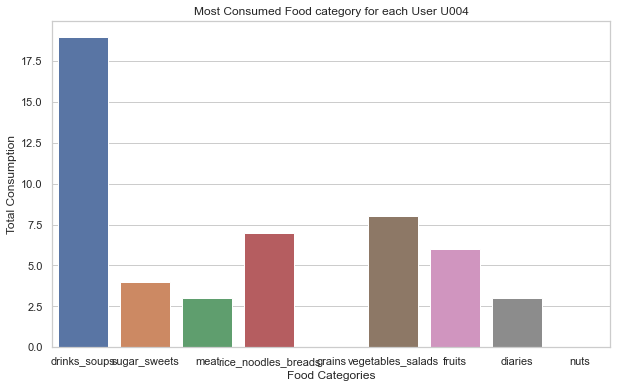 Most Consumed Food category for each User U004
Total Consumption
17.5
15.0
12.5
10.0
7.5
5.0
2.5
0.0
drinks_soups sugar_sweets meat rice_noodles_breads grains vegetables_salads fruits diaries nuts
Food Categories